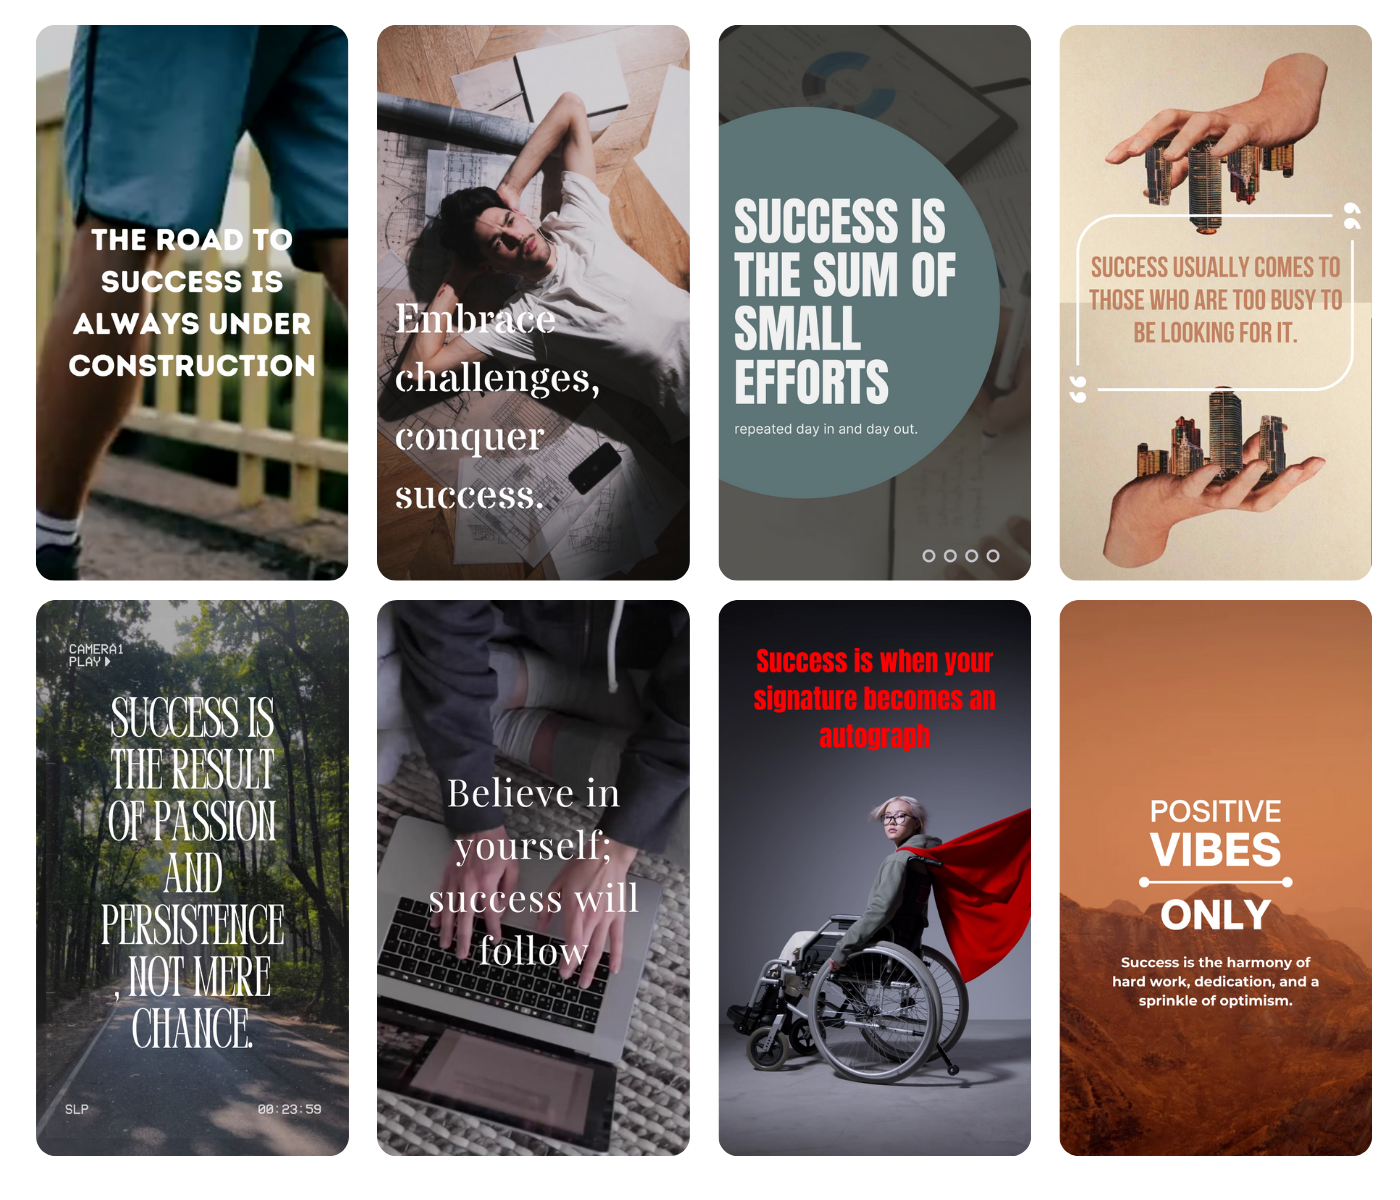 THE ROAD TO
SUCCESS IS
ALWAYS UNDER
CONSTRUCTION
Embrace
challenges,
conquer
success.
SUCCESS IS
THE SUM OF
SMALL
EFFORTS
repeated day in and day out.
SUCCESS USUALLY COMES TO
THOSE WHO ARE TOO BUSY TO
BE LOOKING FOR IT.
CAMERA1
PLAY
SUCCESS IS
THE RESULT
OF PASSION
AND
PERSISTENCE
, NOT MERE
CHANCE.
SLP 00:23:59
Believe in
yourself;
success will
follow
Success is when your
signature becomes an
autograph
POSITIVE
VIBES
ONLY
Success is the harmony of
hard work, dedication, and a
sprinkle of optimism.